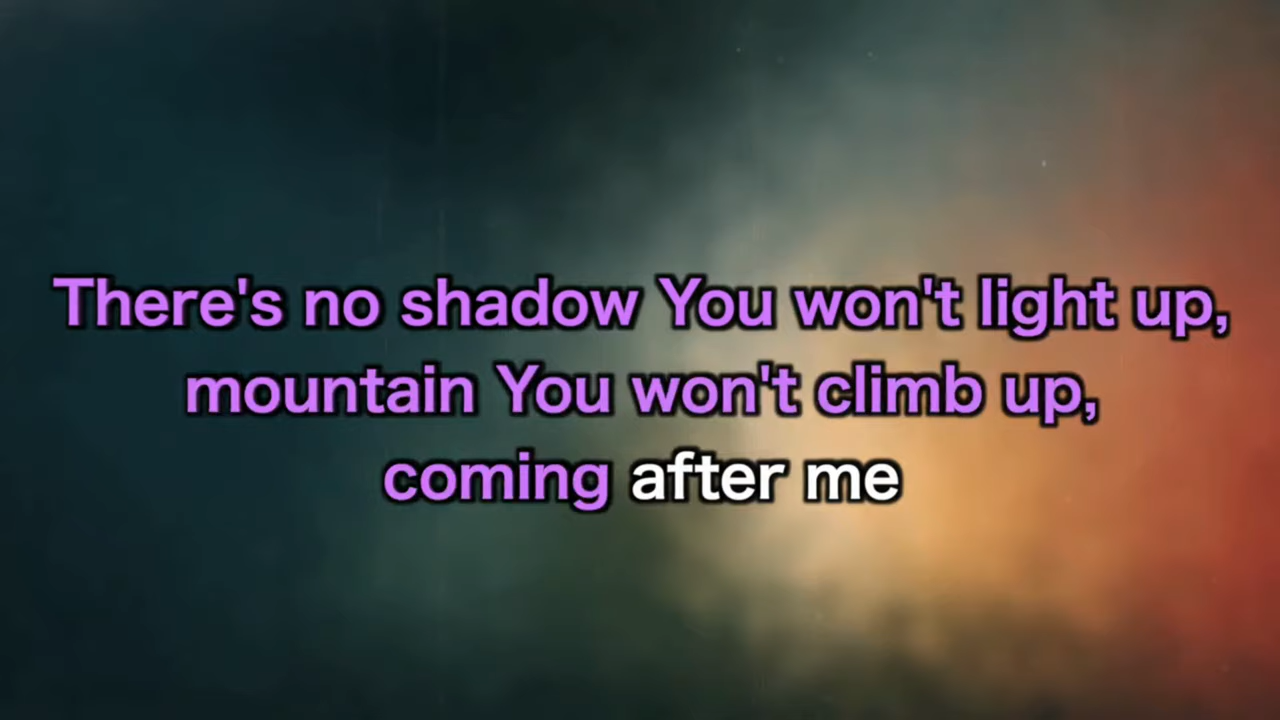 There's no shadow You won't light up,
mountain You won't climb up,
coming after me